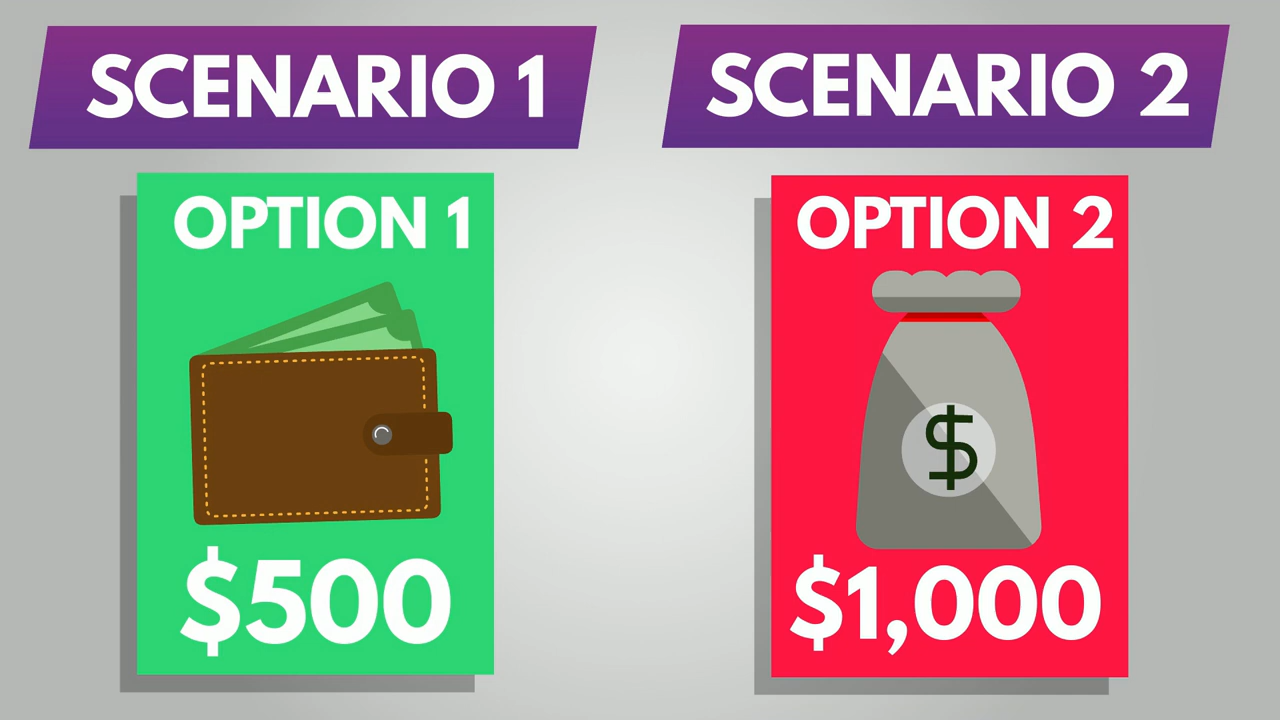 SCENARIO 1
SCENARIO 2
OPTION 1
$500
OPTION 2
$
$1,000